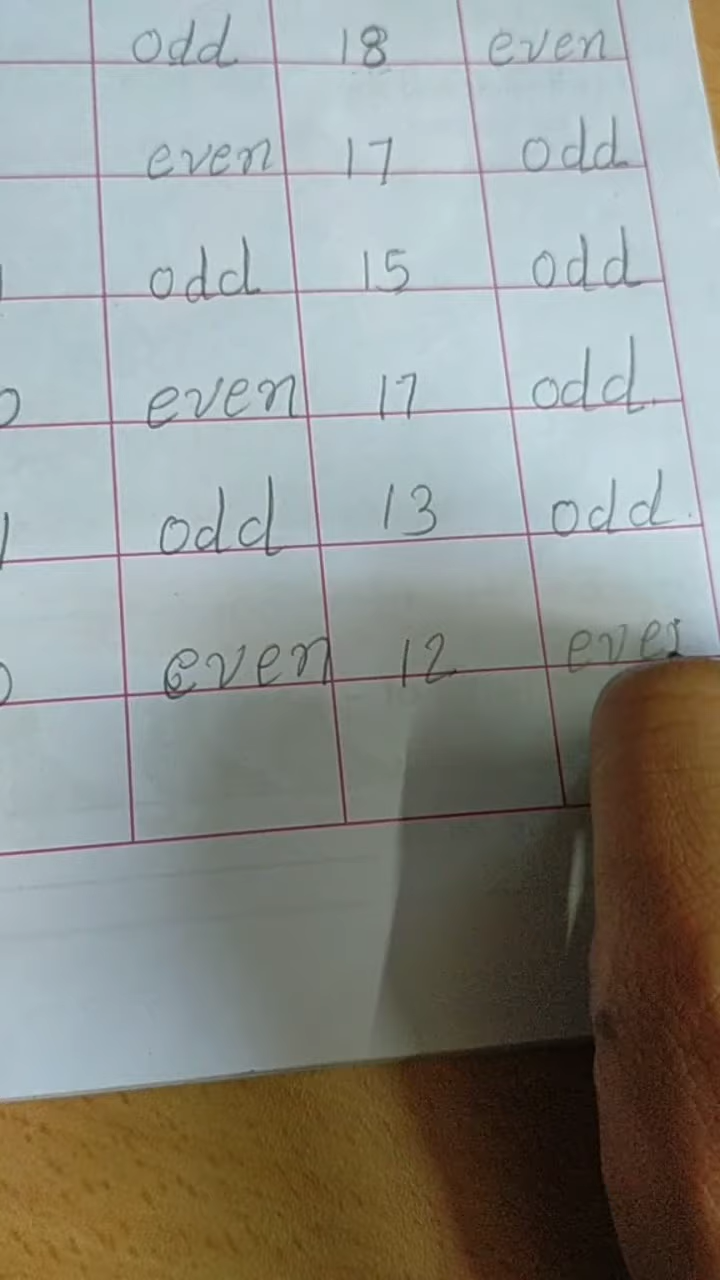 odd 18 even
even 17 odd
odd 15 odd
even 17 odd.
odd 13 odd.
even 12